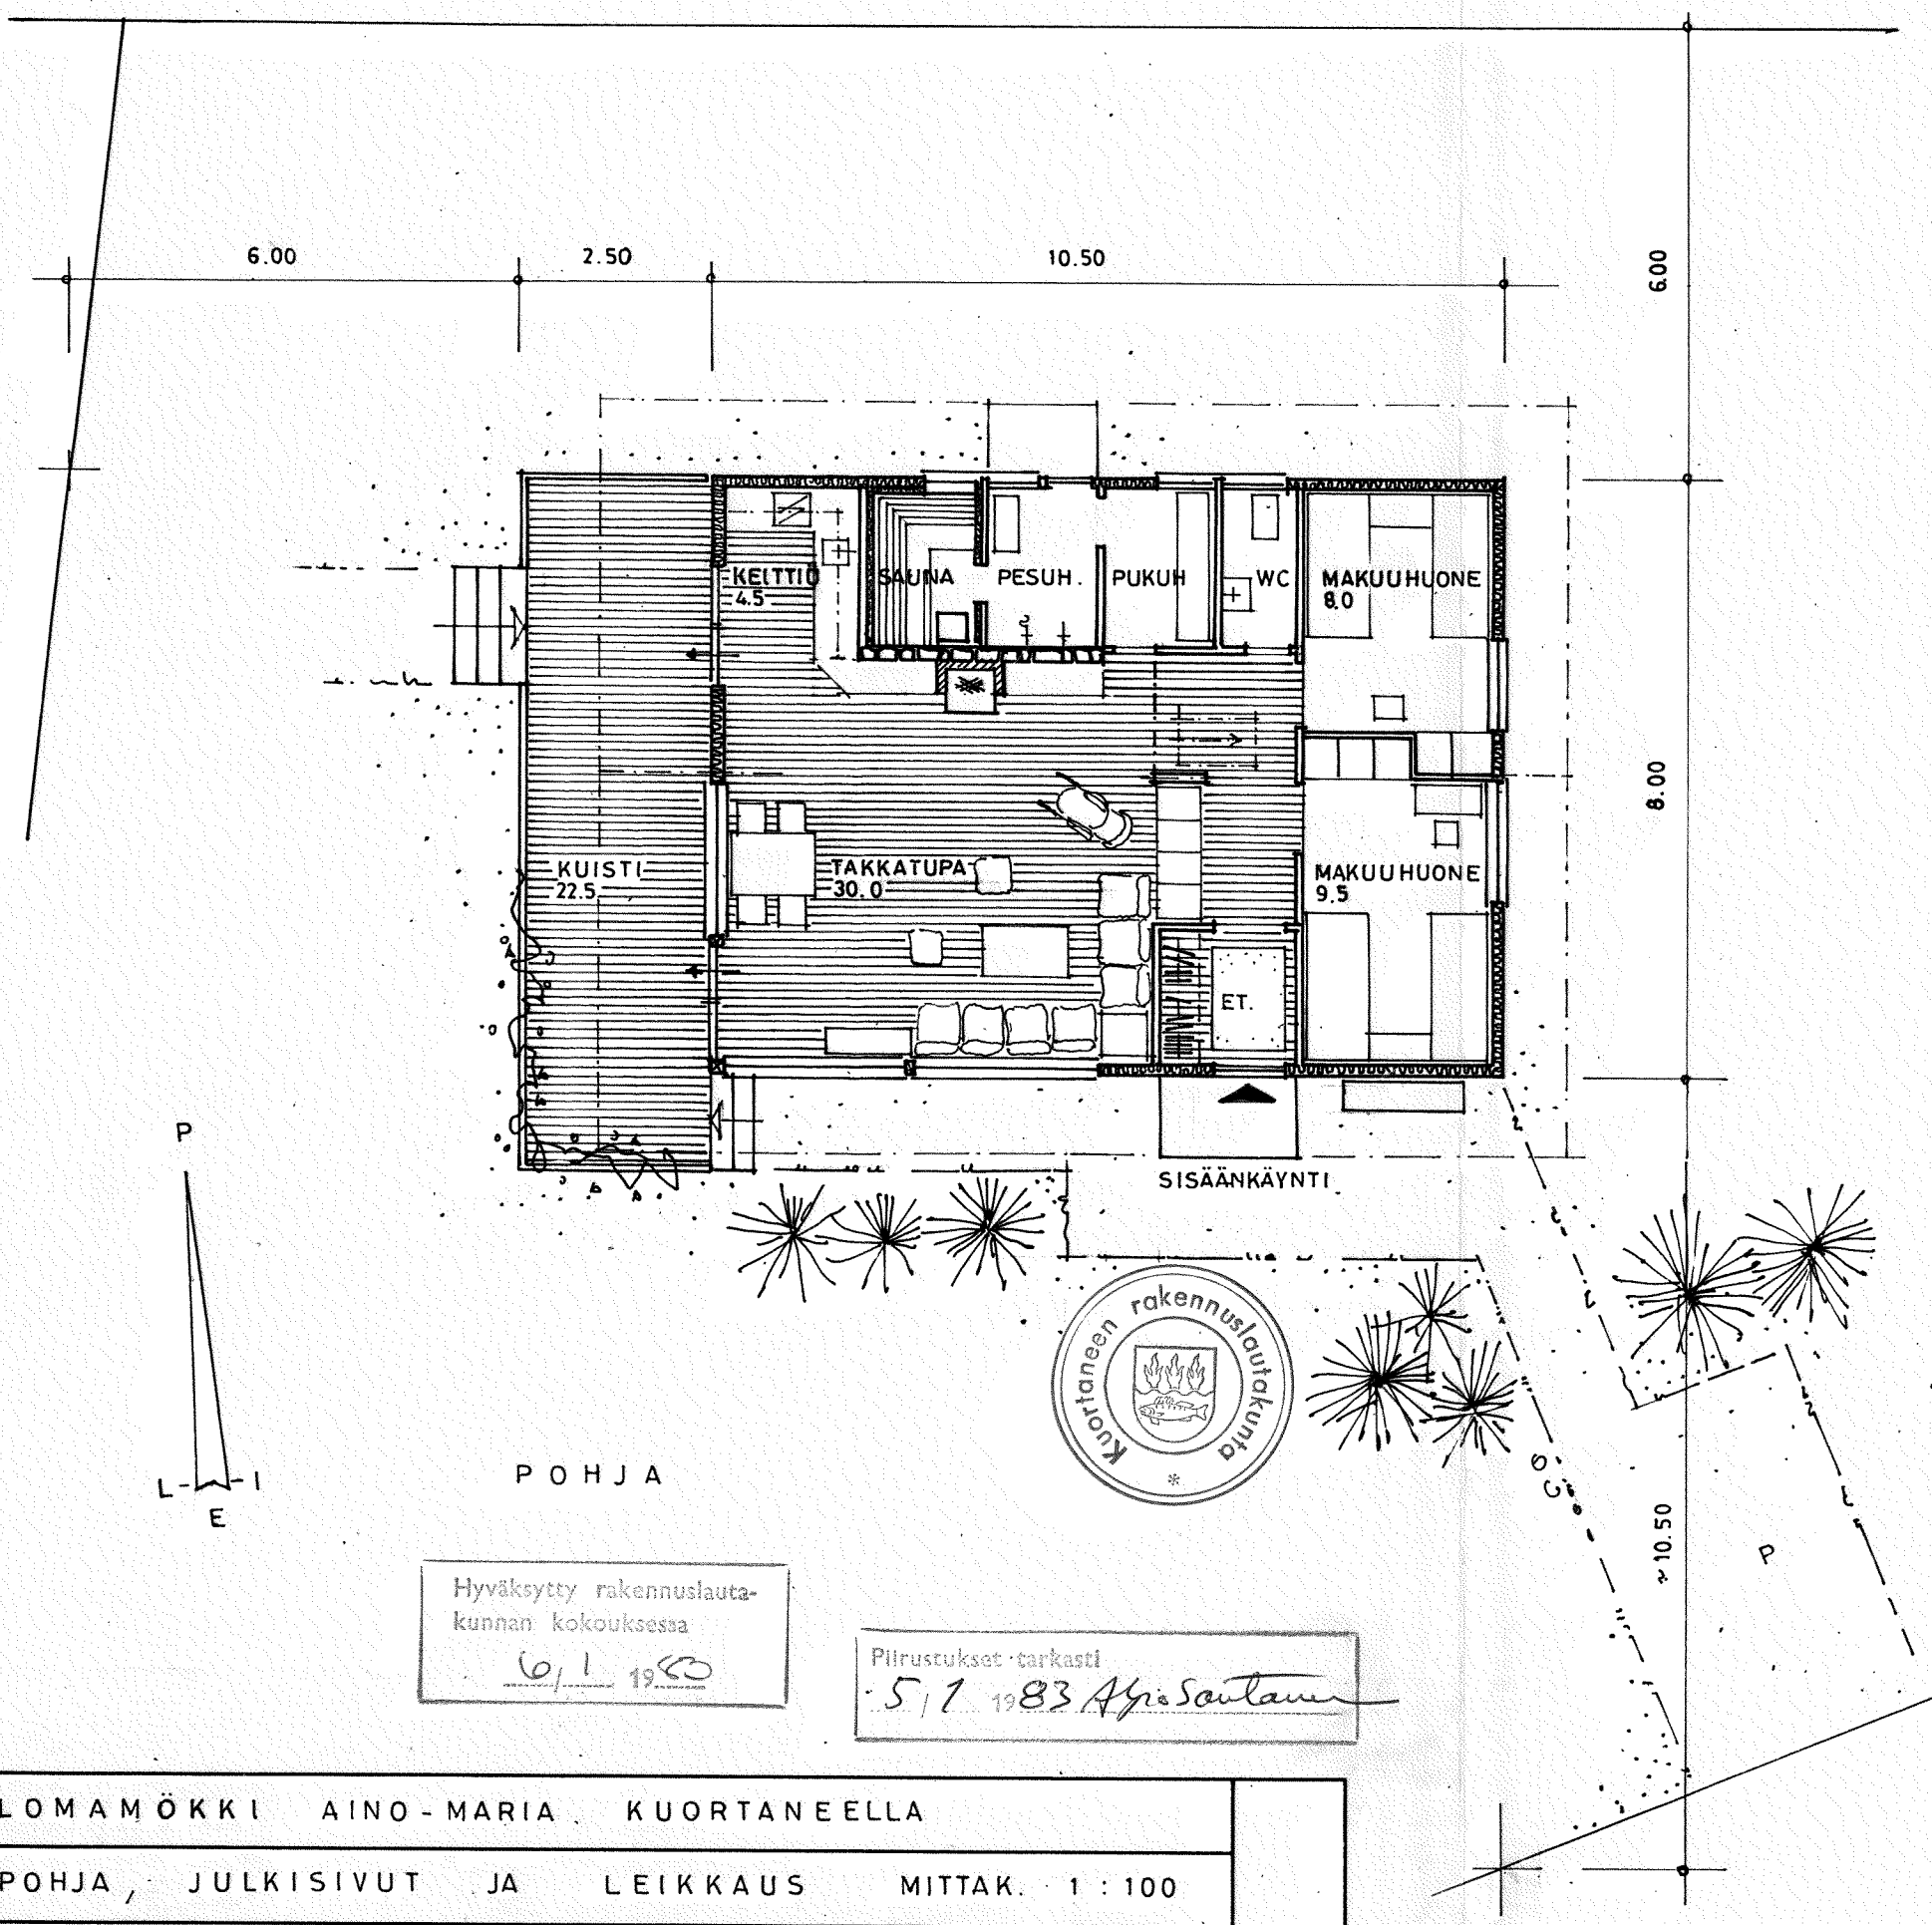 6.00 2.50 10.50
6.00
KEITTIÖ
4.5
SAUNA PESUH. PUKUH WC
MAKUUHUONE
8.0
8.00
KUISTI
22.5
TAKKATUPA
30.0
MAKUUHUONE
9.5
ET.
SISÄÄNKÄYNTI
P
L I
E
POHJA
Kuortaneen rakennuslautakunta *
~10.50
P
Hyväksytty rakennuslauta-
kunnan kokouksessa
6/1 1983
Piirustukset tarkasti
5/1 1983
LOMAMÖKKI AINO-MARIA KUORTANEELLA
POHJA, JULKISIVUT JA LEIKKAUS MITTAK. 1:100